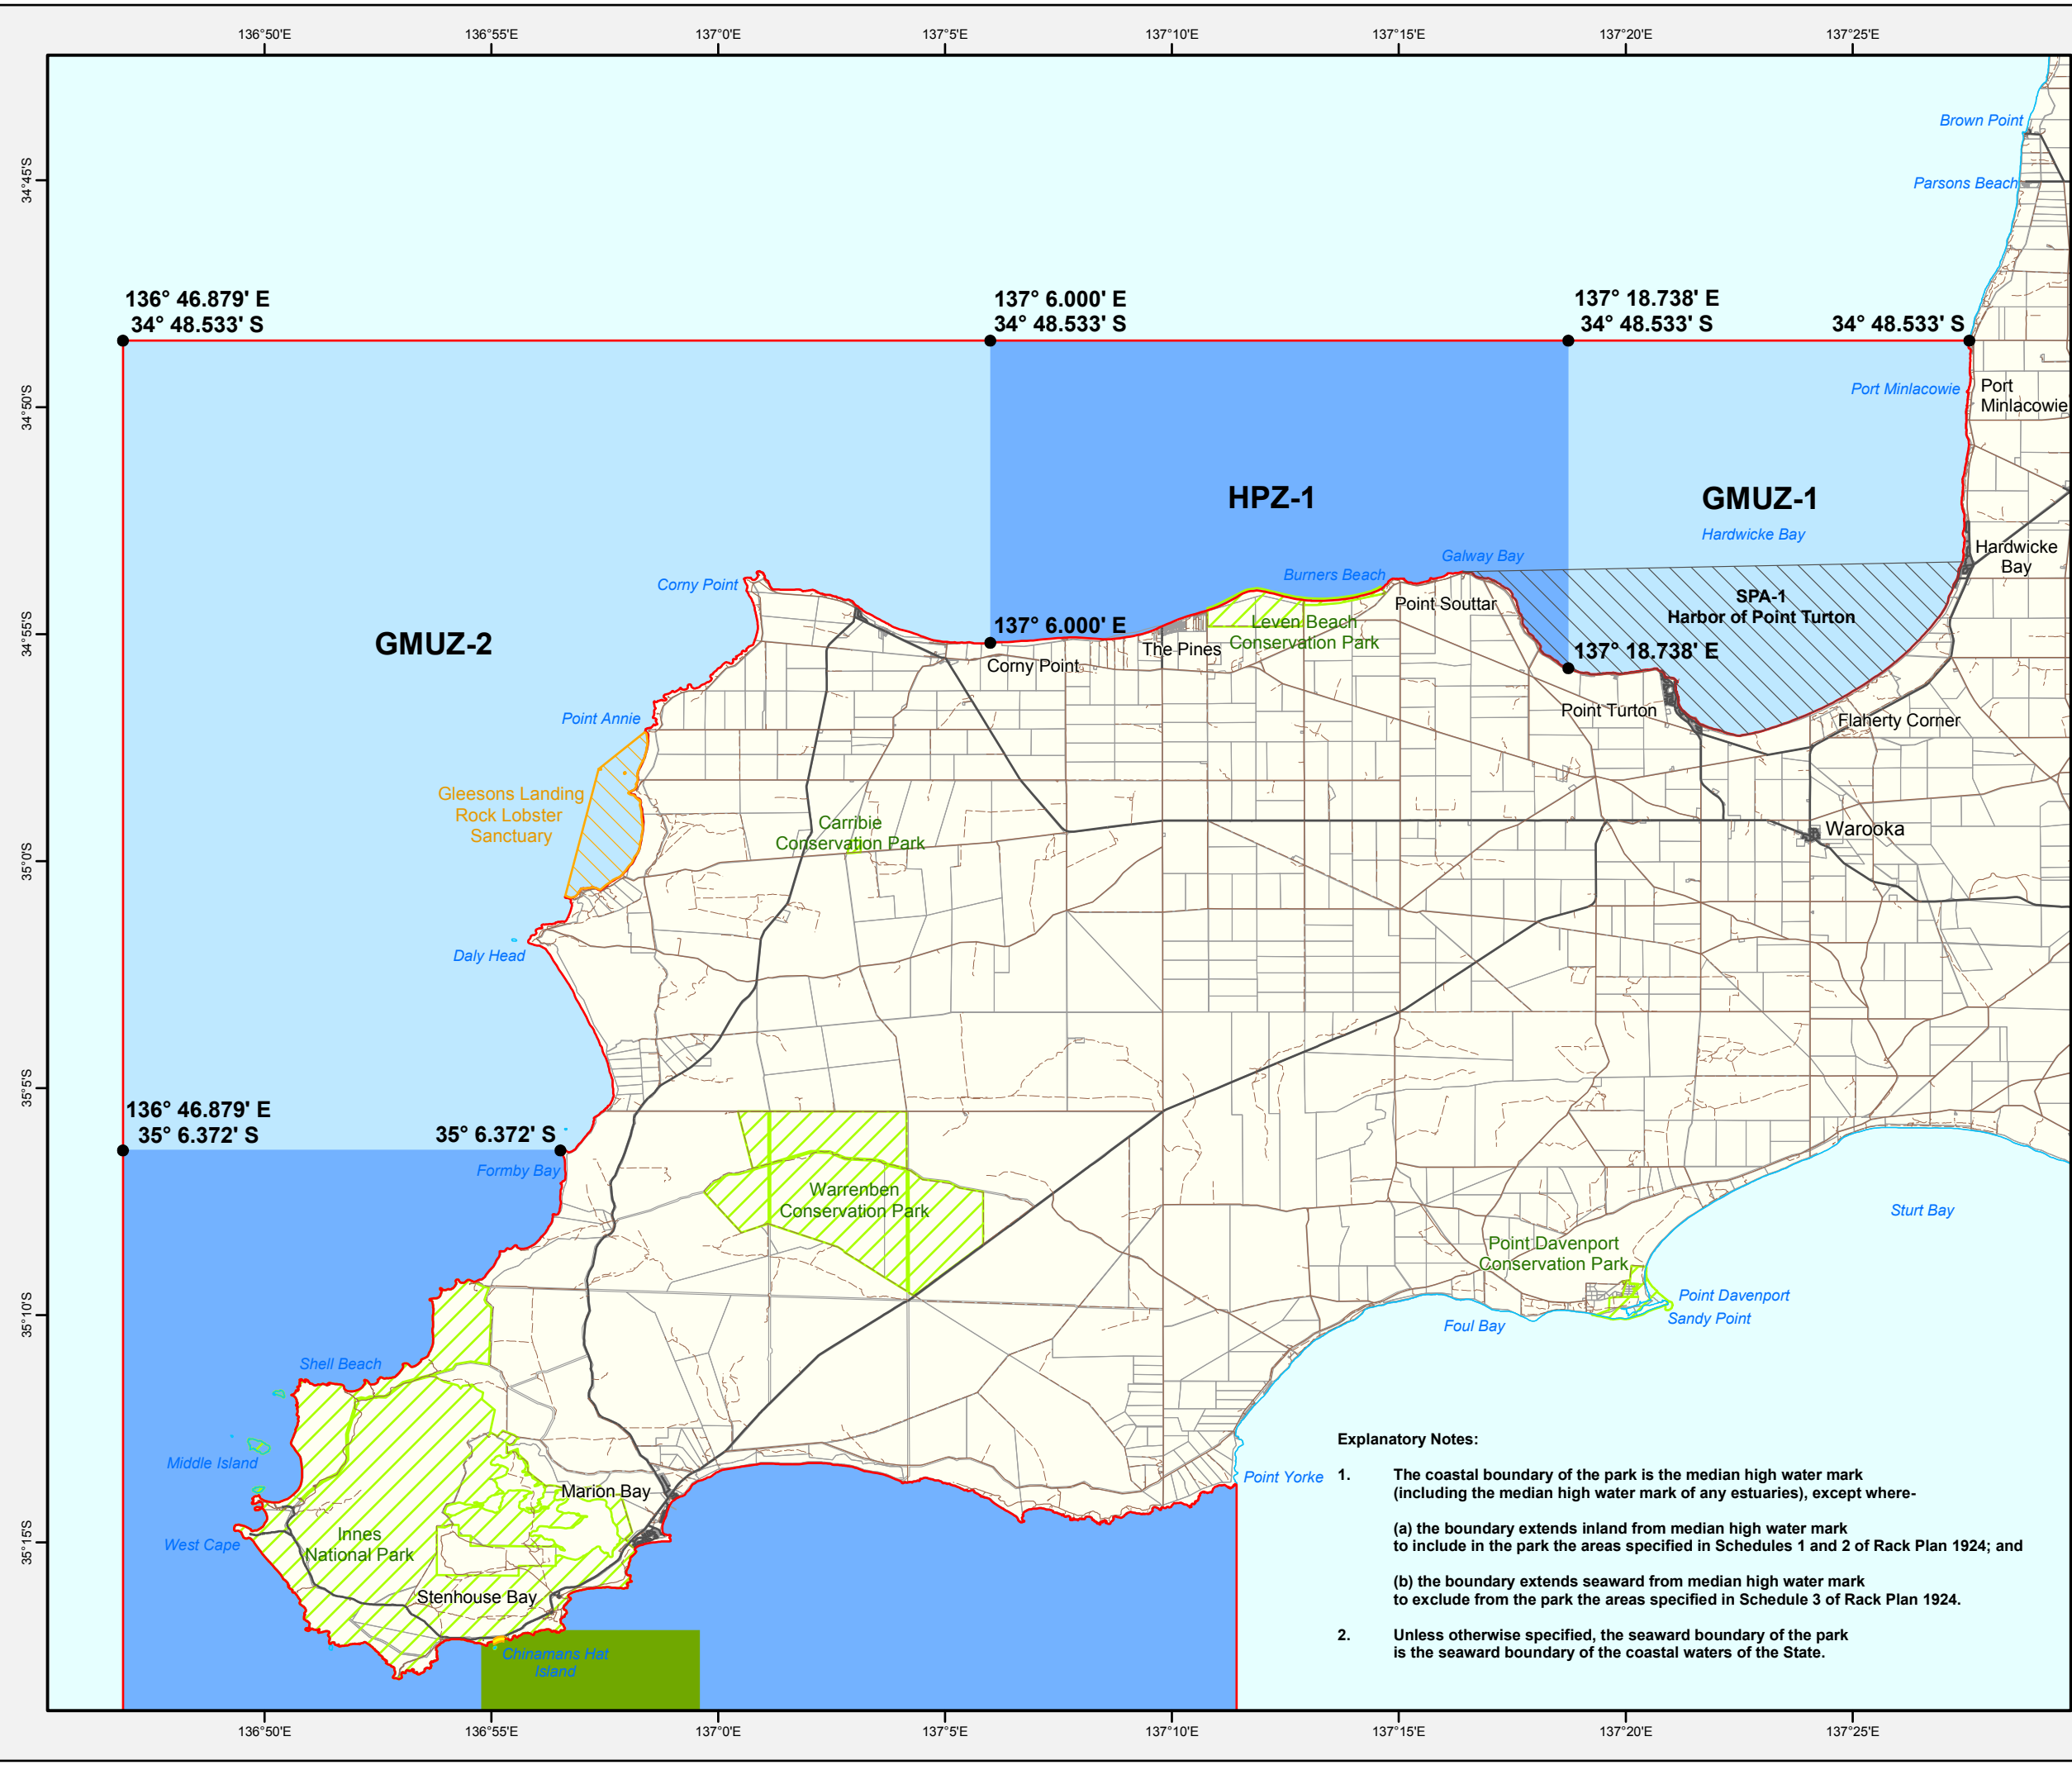 136°50'E
136°55'E
137°0'E
137°5'E
137°10'E
137°15'E
137°20'E
137°25'E
Brown Point
34°45'S
Parsons Beach
136° 46.879' E
34° 48.533' S
137° 6.000' E
34° 48.533' S
137° 18.738' E
34° 48.533' S
34° 48.533' S
34°50'S
Port Minlacowie
Port
Minlacowie
HPZ-1
GMUZ-1
Hardwicke Bay
Hardwicke
Bay
Galway Bay
Burners Beach
Corny Point
Point Souttar
SPA-1
Harbor of Point Turton
Leven Beach
Conservation Park
137° 6.000' E
34°55'S
GMUZ-2
The Pines
137° 18.738' E
Corny Point
Point Annie
Point Turton
Flaherty Corner
Gleesons Landing
Rock Lobster
Sanctuary
Carribie
Conservation Park
Warooka
35°0'S
Daly Head
35°5'S
136° 46.879' E
35° 6.372' S
35° 6.372' S
Formby Bay
Warrenben
Conservation Park
Sturt Bay
Point Davenport
Conservation Park
Point Davenport
Sandy Point
Foul Bay
35°10'S
Shell Beach
Middle Island
Marion Bay
Point Yorke
West Cape
Innes
National Park
35°15'S
Stenhouse Bay
Chinamans Hat
Island
Explanatory Notes:
1. The coastal boundary of the park is the median high water mark
(including the median high water mark of any estuaries), except where-
(a) the boundary extends inland from median high water mark
to include in the park the areas specified in Schedules 1 and 2 of Rack Plan 1924; and
(b) the boundary extends seaward from median high water mark
to exclude from the park the areas specified in Schedule 3 of Rack Plan 1924.
2. Unless otherwise specified, the seaward boundary of the park
is the seaward boundary of the coastal waters of the State.
136°50'E
136°55'E
137°0'E
137°5'E
137°10'E
137°15'E
137°20'E
137°25'E